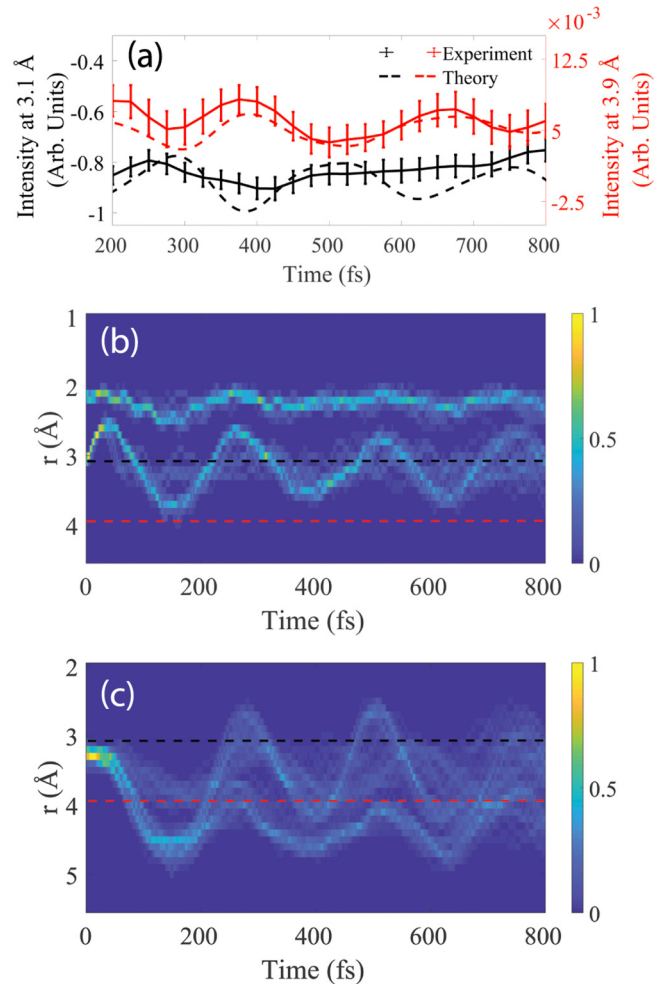 (a)
×10⁻³
Experiment
Theory
Intensity at 3.1 Å
(Arb. Units)
-0.4
-0.6
-0.8
-1
12.5
5
-2.5
Intensity at 3.9 Å
(Arb. Units)
200 300 400 500 600 700 800
Time (fs)
(b)
r (Å)
1
2
3
4
1
0.5
0
0 200 400 600 800
Time (fs)
(c)
r (Å)
2
3
4
5
1
0.5
0
0 200 400 600 800
Time (fs)